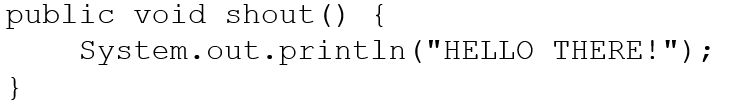 public void shout() {
    System.out.println("HELLO THERE!");
}